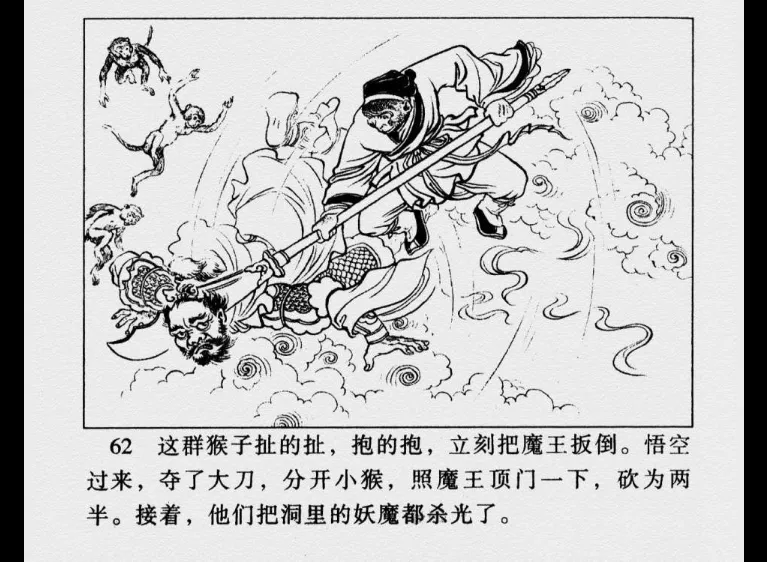 62 这群猴子扯的扯，抱的抱，立刻把魔王扳倒。悟空
过来，夺了大刀，分开小猴，照魔王顶门一下，砍为两
半。接着，他们把洞里的妖魔都杀光了。